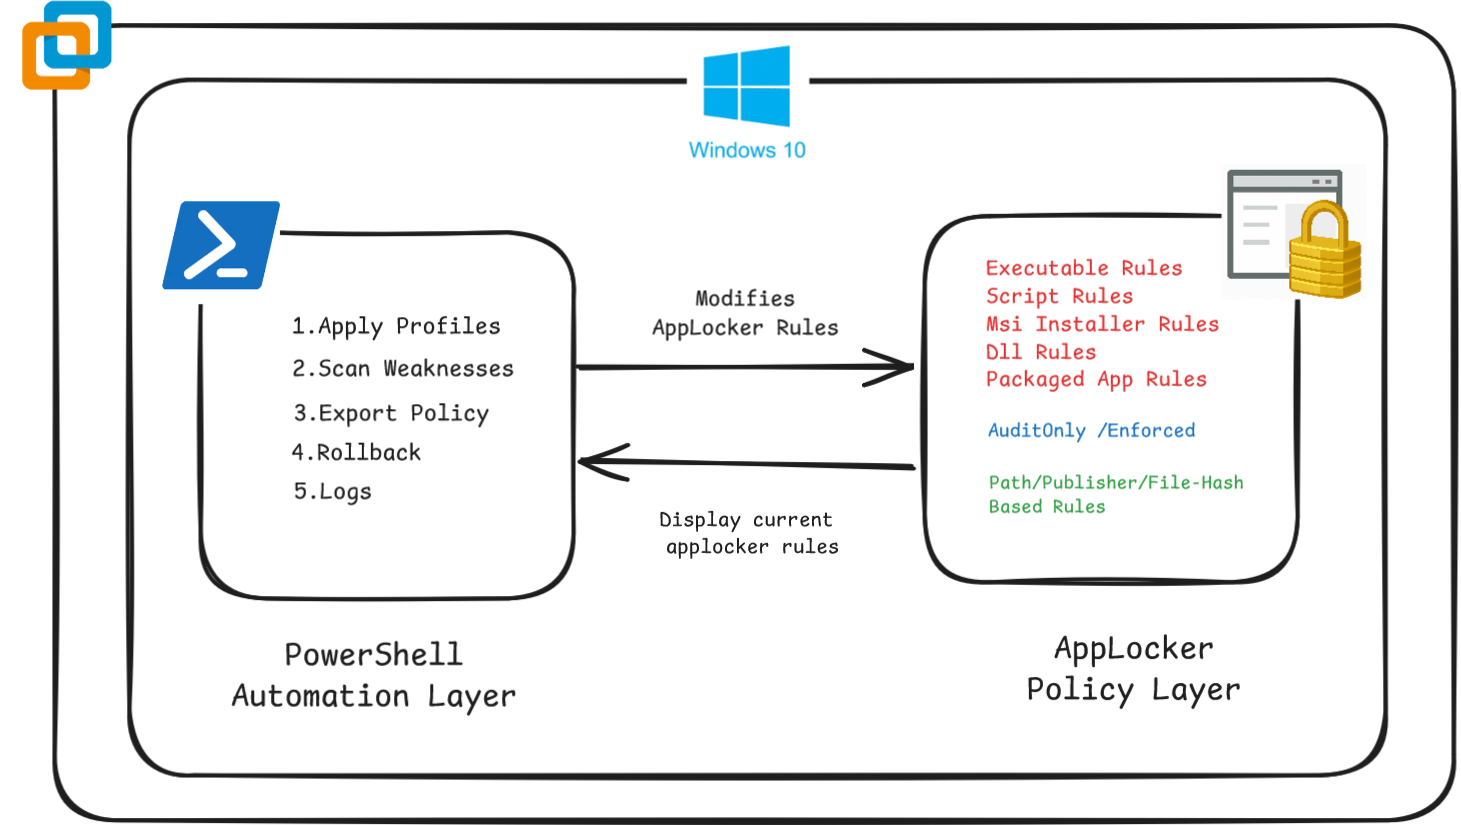 Windows 10
1.Apply Profiles
2.Scan Weaknesses
3.Export Policy
4.Rollback
5.Logs
PowerShell
Automation Layer
Modifies
AppLocker Rules
Display current
applocker rules
Executable Rules
Script Rules
Msi Installer Rules
Dll Rules
Packaged App Rules
AuditOnly /Enforced
Path/Publisher/File-Hash
Based Rules
AppLocker
Policy Layer